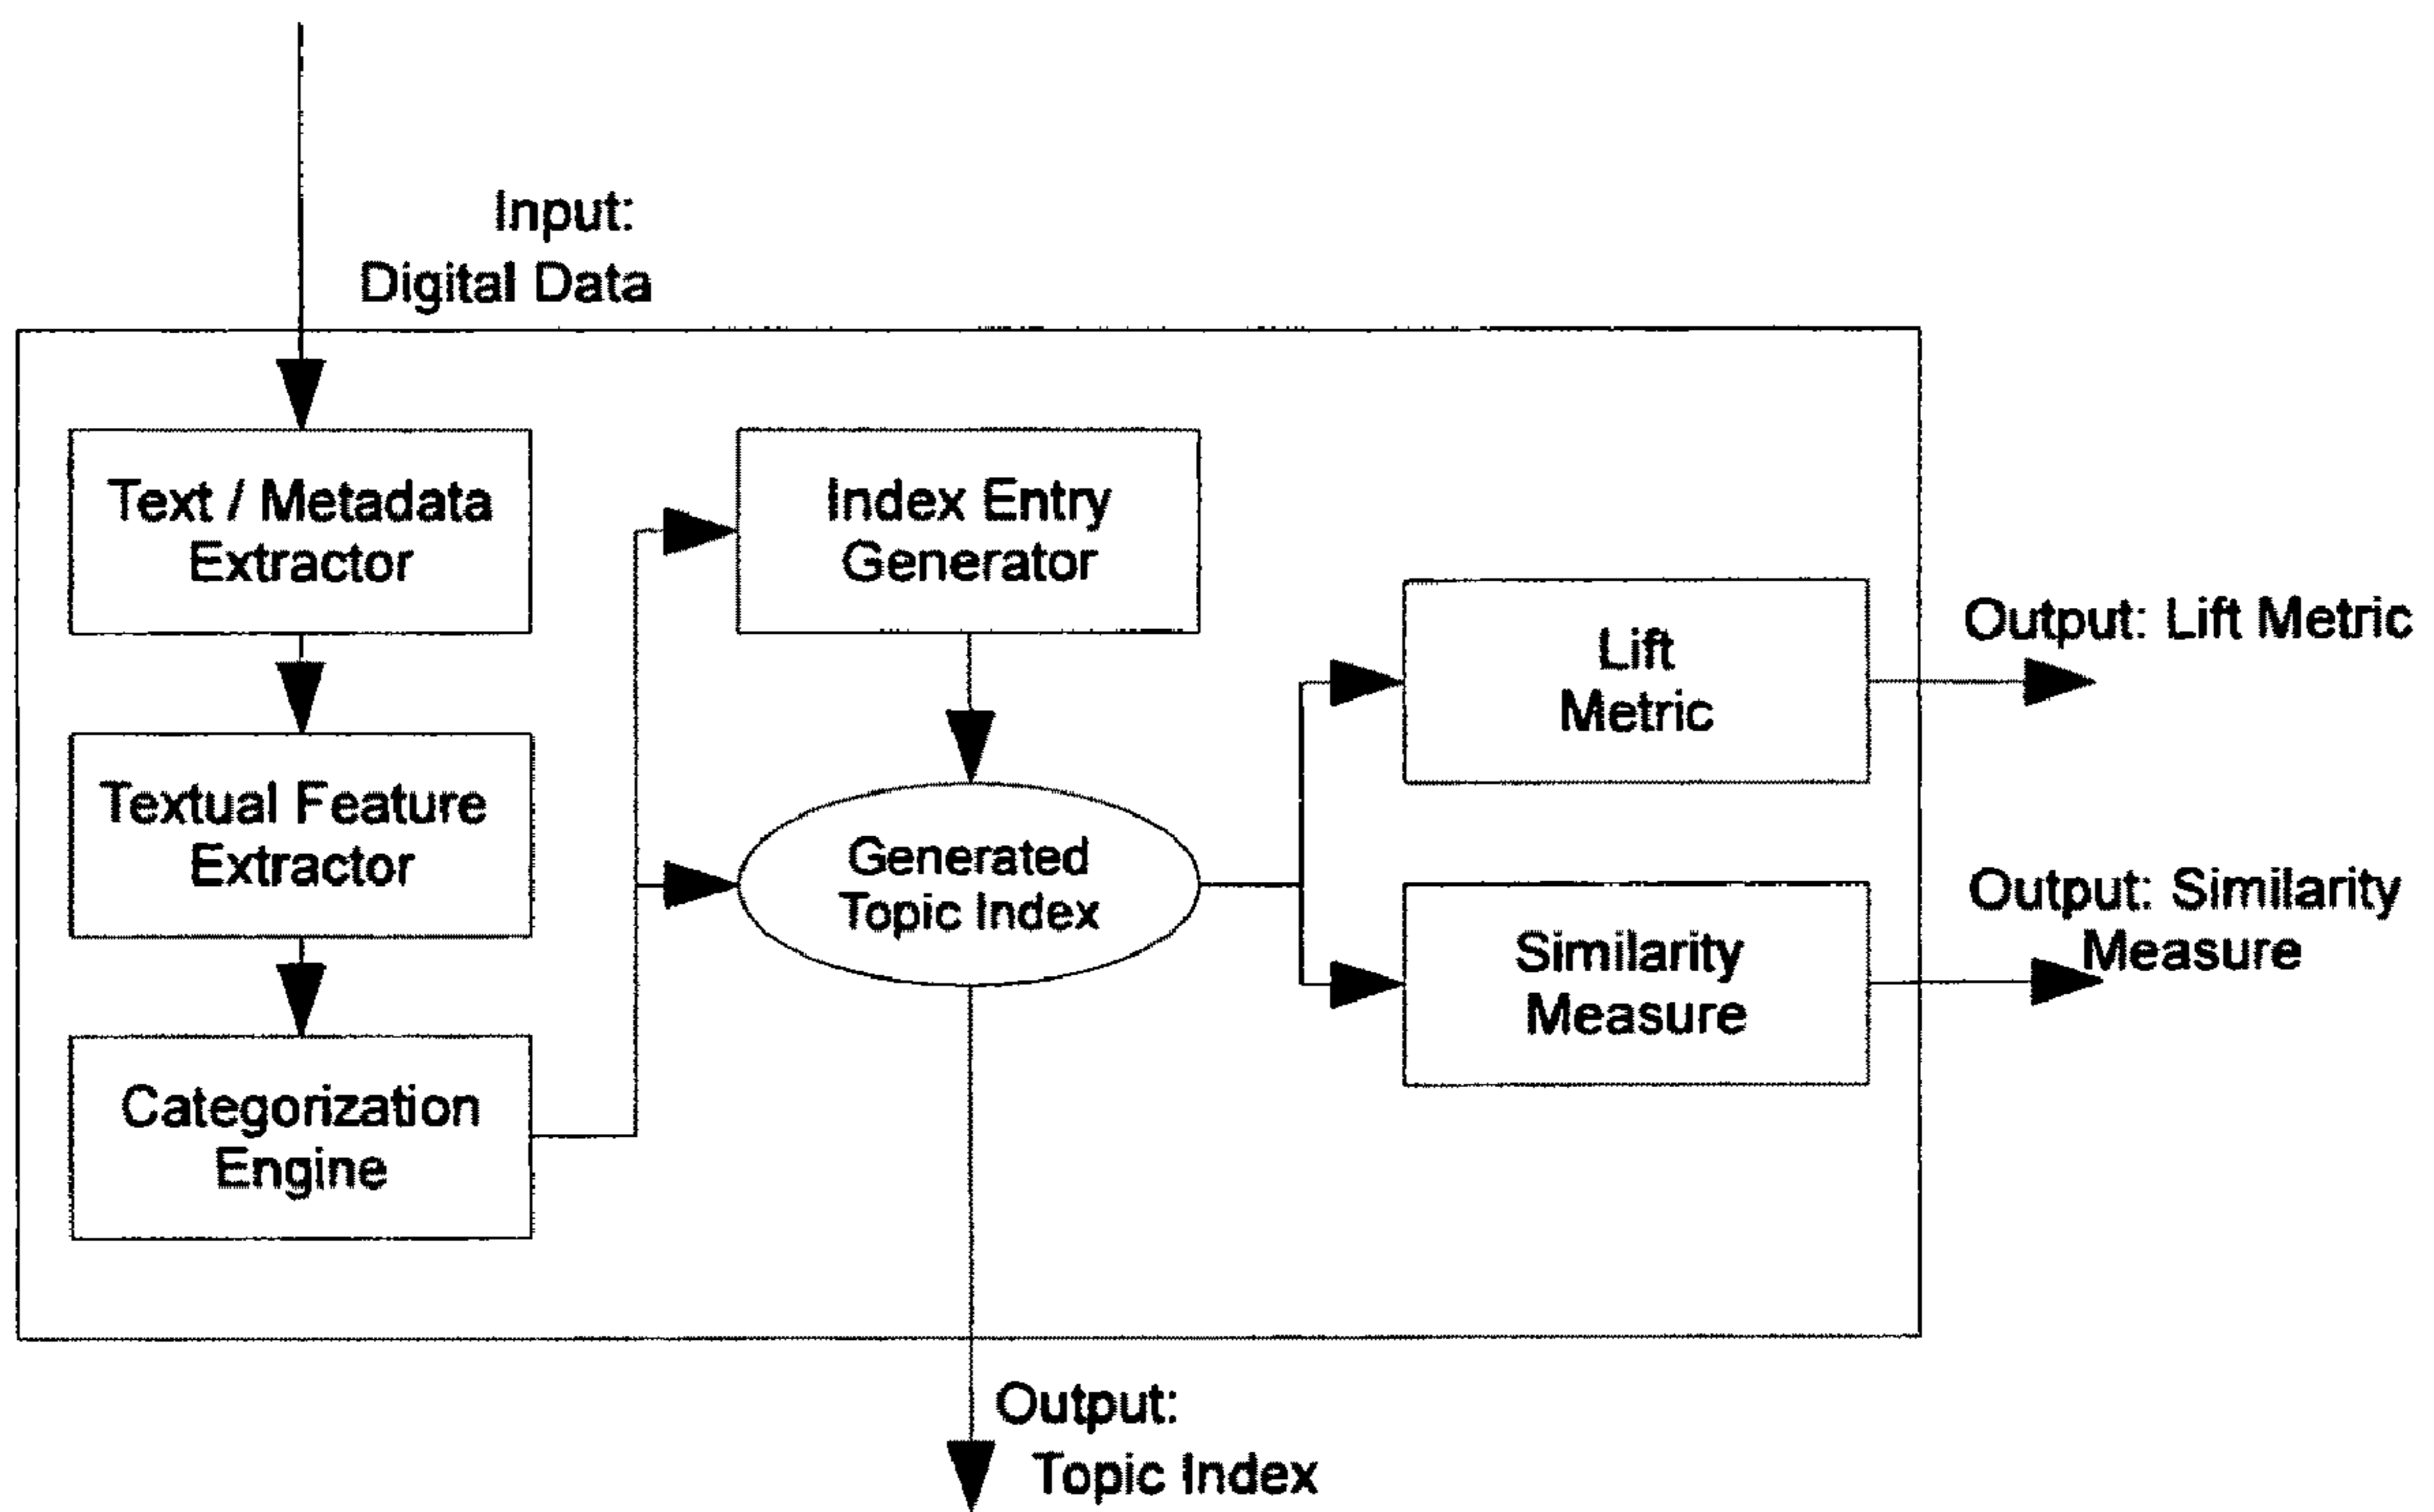 Input:
Digital Data
Text / Metadata
Extractor
Textual Feature
Extractor
Categorization
Engine
Index Entry
Generator
Generated
Topic Index
Lift
Metric
Similarity
Measure
Output: Lift Metric
Output: Similarity
Measure
Output:
Topic Index